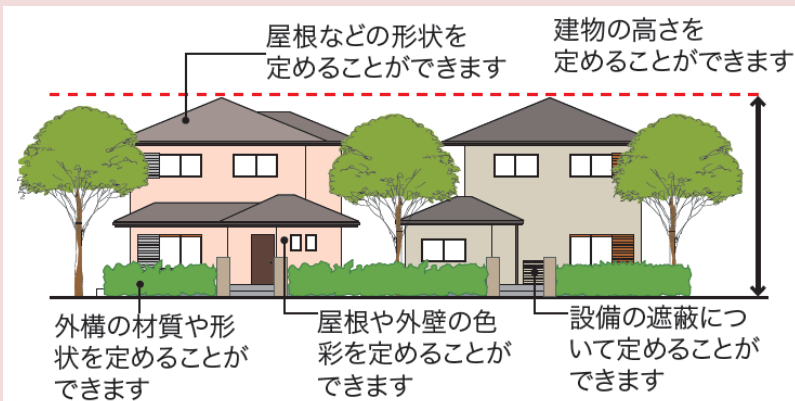 屋根などの形状を
定めることができます
建物の高さを
定めることができます
外構の材質や形
状を定めることが
できます
屋根や外壁の色
彩を定めることが
できます
設備の遮蔽につ
いて定めることが
できます